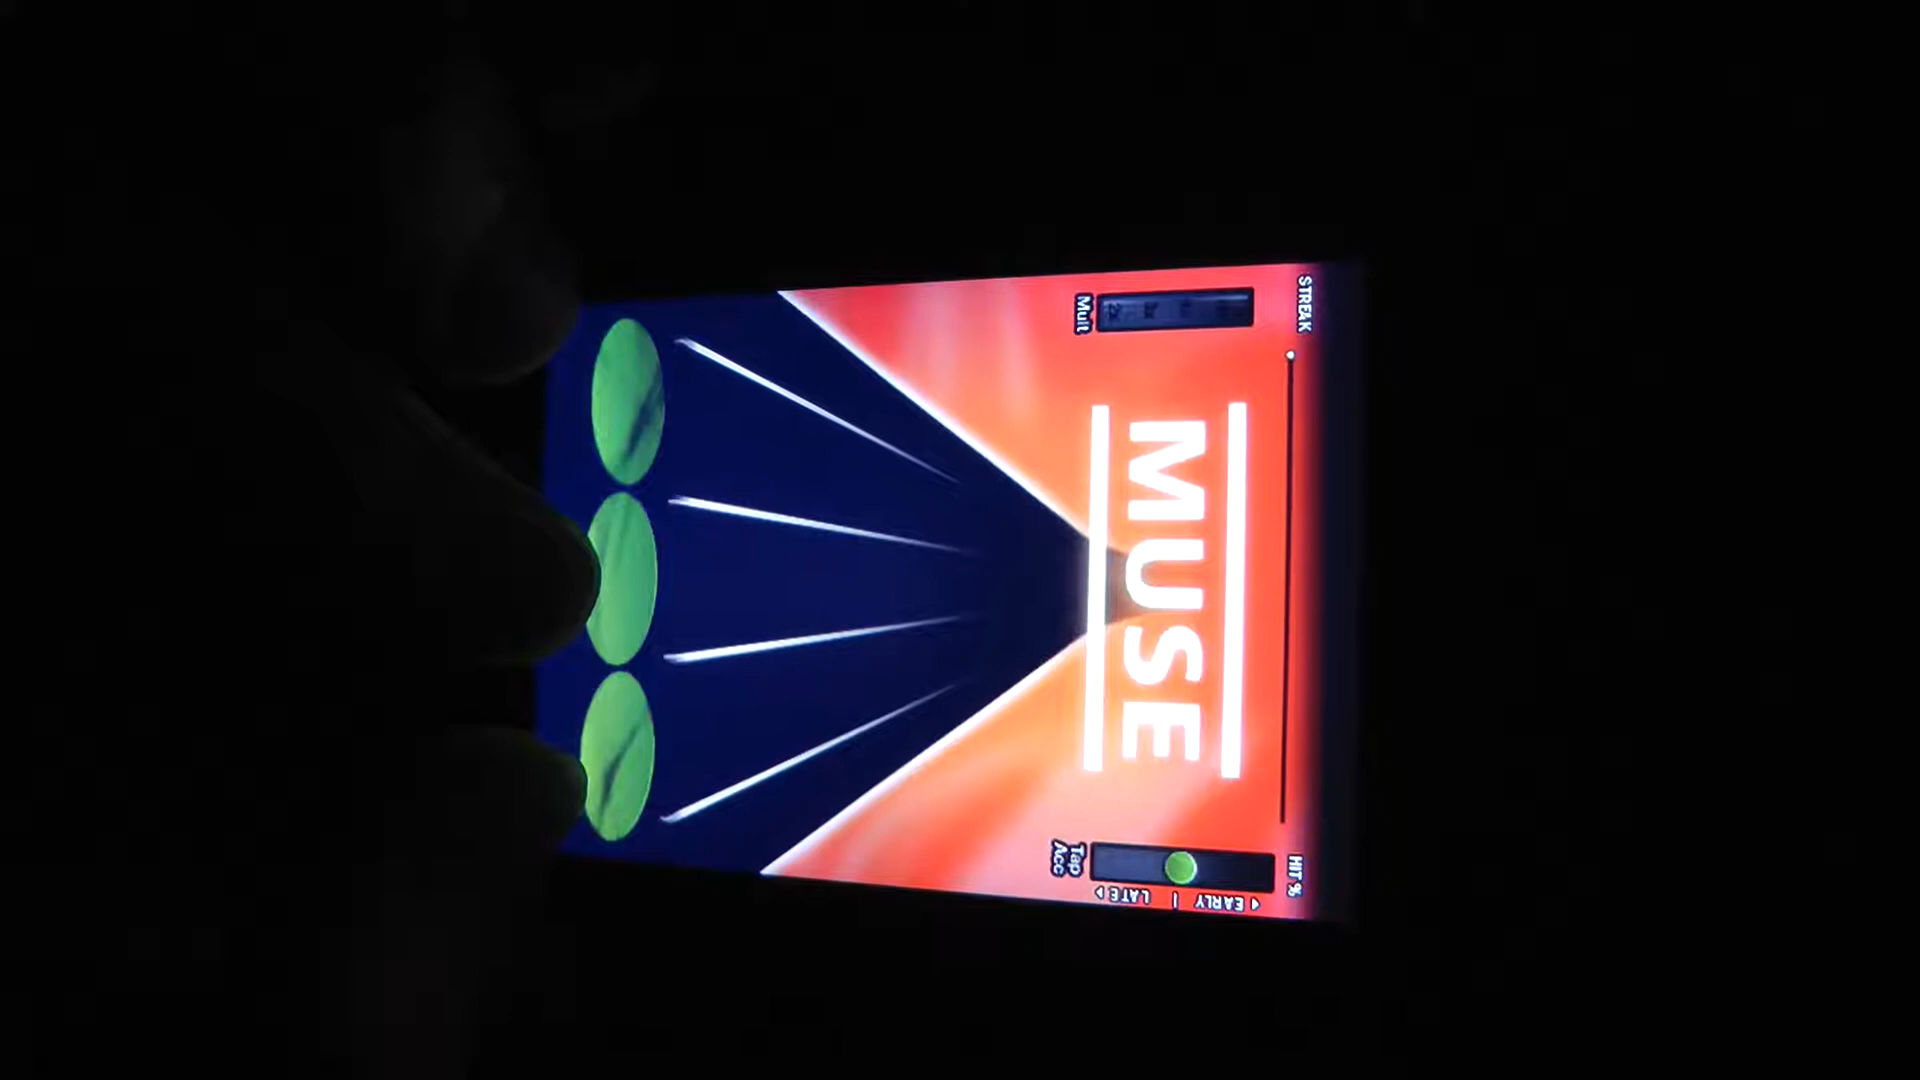 STREAK
HIT %
MUSE
Mult
Tap
Acc
EARLY
LATE